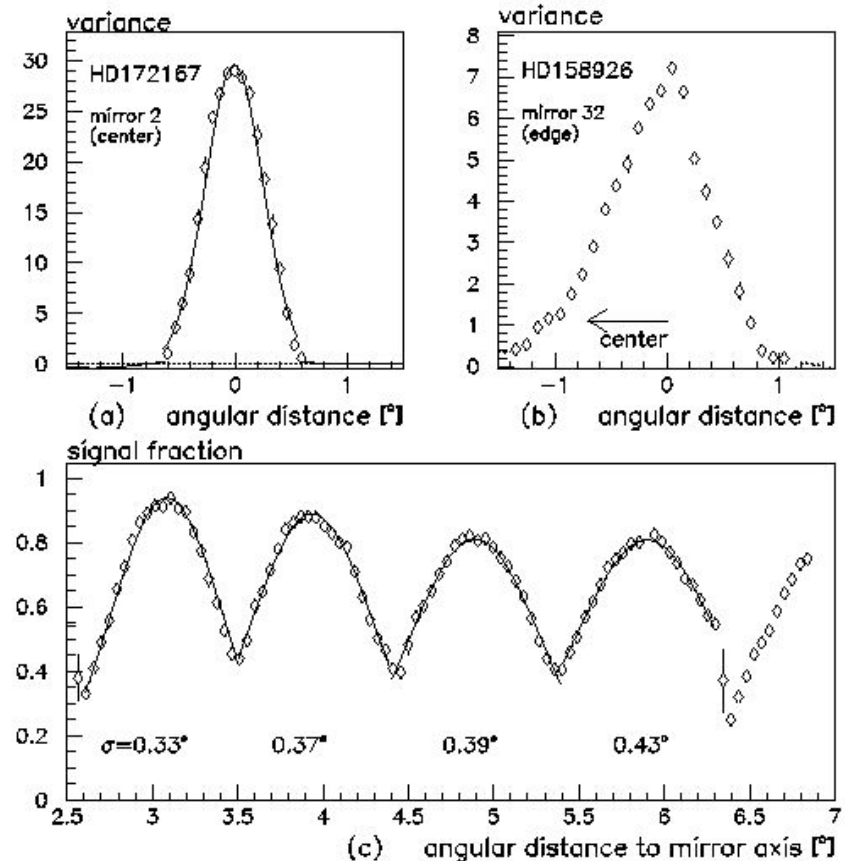 variance
30
25
20
15
10
5
0
HD172167
mirror 2
(center)
−1 0 1
(a) angular distance [°]
variance
8
7
6
5
4
3
2
1
0
HD158926
mirror 32
(edge)
center
−1 0 1
(b) angular distance [°]
signal fraction
1
0.8
0.6
0.4
0.2
0
σ=0.33° 0.37° 0.39° 0.43°
2.5 3 3.5 4 4.5 5 5.5 6 6.5 7
(c) angular distance to mirror axis [°]